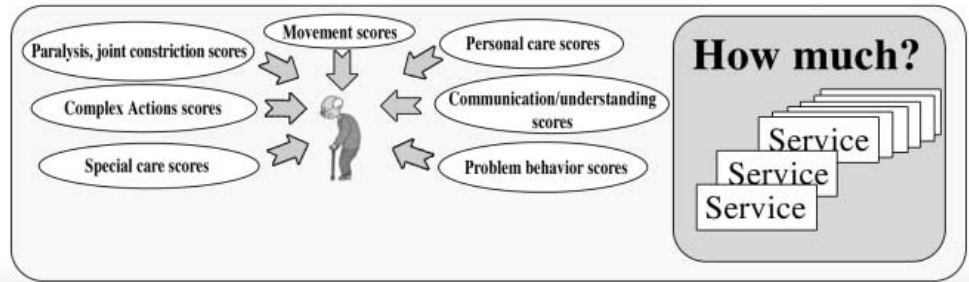 Movement scores
Paralysis, joint constriction scores
Personal care scores
Complex Actions scores
Communication/understanding
scores
Special care scores
Problem behavior scores
How much?
Service
Service
Service